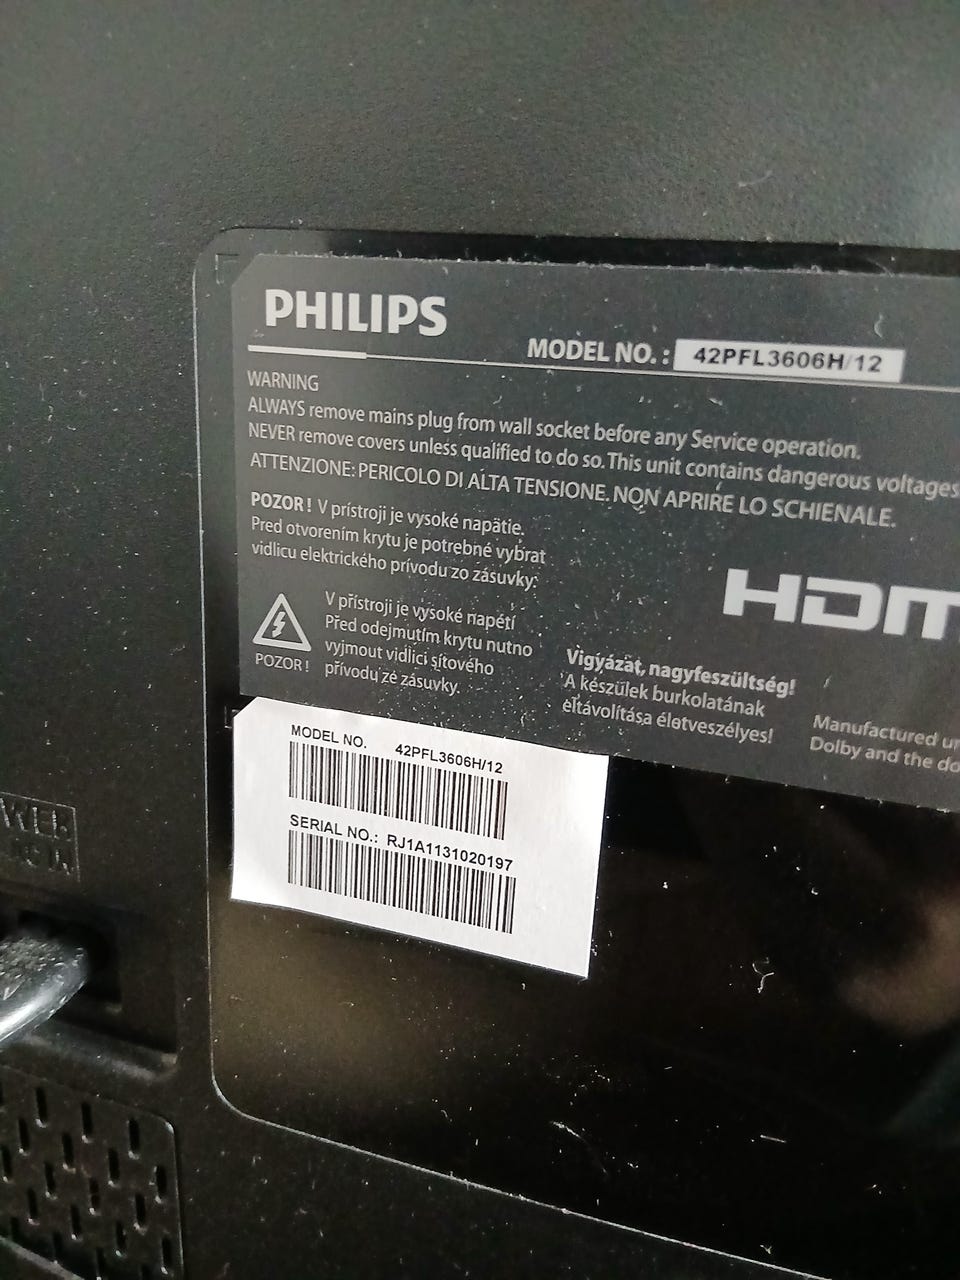 PHILIPS
MODEL NO. : 42PFL3606H/12
WARNING
ALWAYS remove mains plug from wall socket before any Service operation.
NEVER remove covers unless qualified to do so. This unit contains dangerous voltages
ATTENZIONE: PERICOLO DI ALTA TENSIONE. NON APRIRE LO SCHIENALE.
POZOR! V prístroji je vysoké napätie.
Pred otvorením krytu je potrebné vybrat
vidlicu elektrického prívodu zo zásuvky.
V přístroji je vysoké napětí
Před odejmutím krytu nutno
vyjmout vidlici síťového
přívodu ze zásuvky.
POZOR!
HDM
Vigyázat, nagyfeszültség!
A készülek burkolatának
eltávolítása életveszélyes!
Manufactured
Dolby and the
MODEL NO. 42PFL3606H/12
SERIAL NO.: RJ1A1131020197